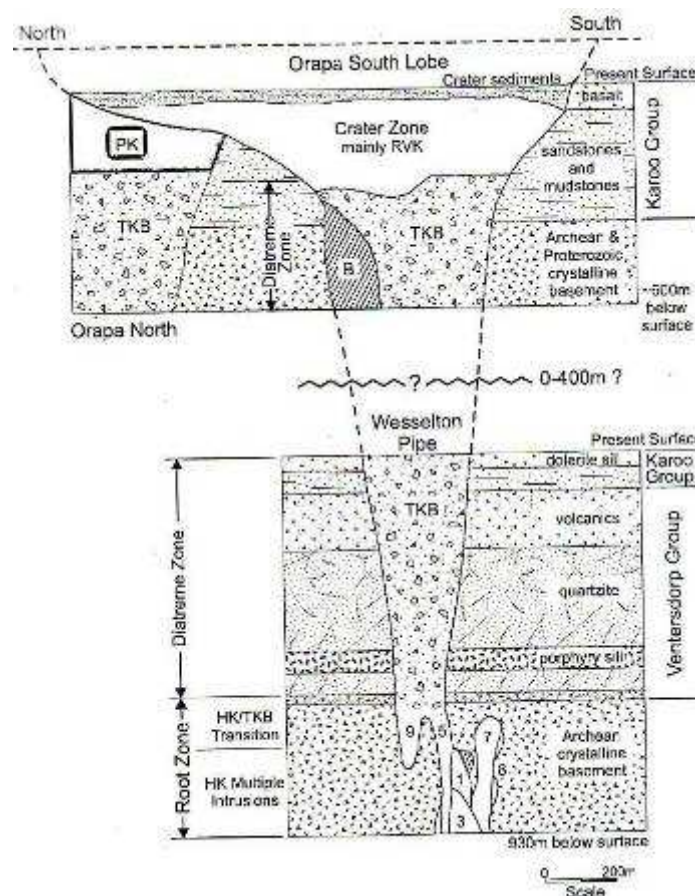 North
South
Orapa South Lobe
Crater sediments
Present Surface
basalt
PK
Crater Zone
mainly RVK
sandstones
and
mudstones
Karoo Group
TKB
Diatreme
Zone
B
TKB
Archean &
Proterozoic
crystalline
basement
~600m
below
surface
Orapa North
?
?
0-400m ?
Wesselton
Pipe
Present Surface
dolerite sill
Karoo
Group
TKB
volcanics
quartzite
porphyry sill
Ventersdorp Group
Diatreme Zone
Root Zone
HK/TKB
Transition
HK Multiple
Intrusions
9
5
7
1
6
3
Archean
crystalline
basement
930m below surface
0
200m
Scale